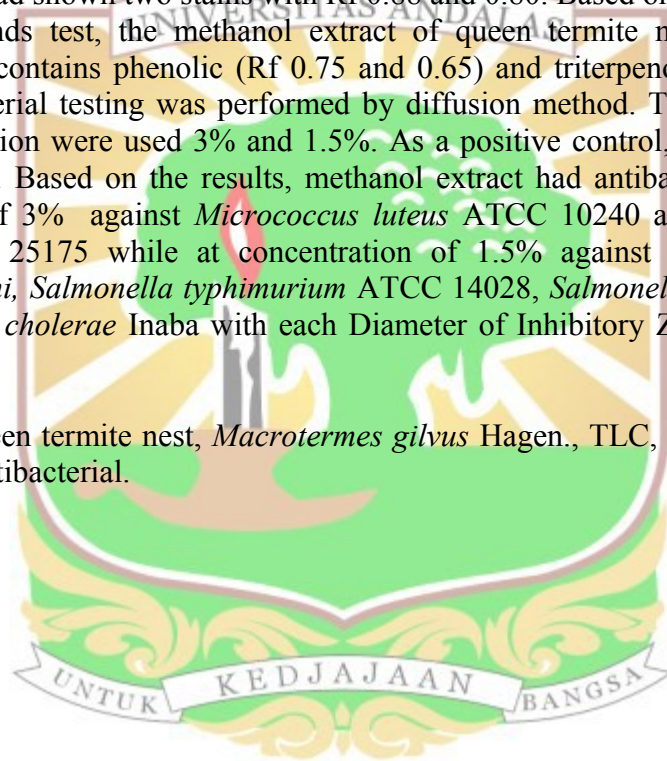 ad shown two stains with Rf 0.88 and 0.80. Based o
UNIVERSITAS ANDALAS
nds test, the methanol extract of queen termite n
contains phenolic (Rf 0.75 and 0.65) and triterpeno
erial testing was performed by diffusion method. T
ion were used 3% and 1.5%. As a positive control,
. Based on the results, methanol extract had antiba
of 3% against Micrococcus luteus ATCC 10240 a
25175 while at concentration of 1.5% against
ni, Salmonella typhimurium ATCC 14028, Salmonel
cholerae Inaba with each Diameter of Inhibitory Z
een termite nest, Macrotermes gilvus Hagen., TLC,
tibacterial.
UNTUK KEDJAJAAN BANGSA